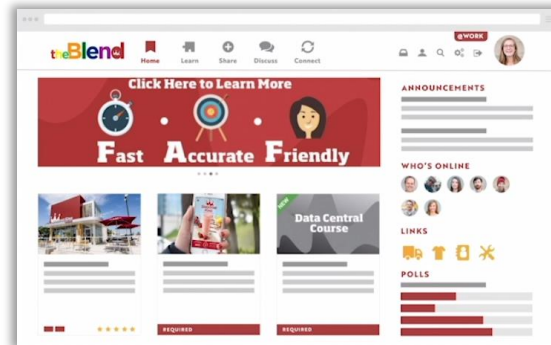 @WORK
theBlend
Home
Learn
Share
Discuss
Connect
Click Here to Learn More
Fast Accurate Friendly
ANNOUNCEMENTS
WHO'S ONLINE
LINKS
POLLS
NEW
Data Central
Course
REQUIRED
REQUIRED